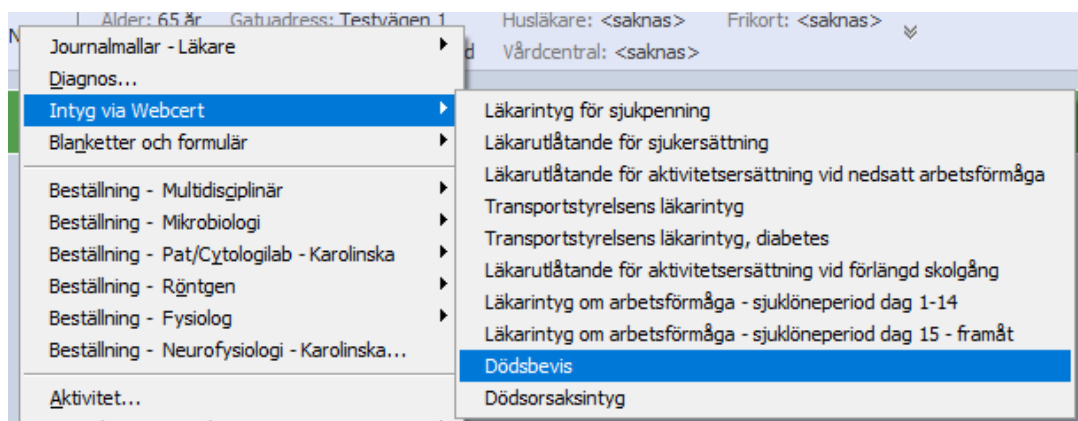 Ålder: 65 år Gatuadress: Testvägen 1 Husläkare: <saknas> Frikort: <saknas>
Vårdcentral: <saknas>
Journalmallar - Läkare
Diagnos...
Intyg via Webcert
Blanketter och formulär
Beställning - Multidisciplinär
Beställning - Mikrobiologi
Beställning - Pat/Cytologilab - Karolinska
Beställning - Röntgen
Beställning - Fysiolog
Beställning - Neurofysiologi - Karolinska...
Aktivitet...
Läkarintyg för sjukpenning
Läkarutlåtande för sjukersättning
Läkarutlåtande för aktivitetsersättning vid nedsatt arbetsförmåga
Transportstyrelsens läkarintyg
Transportstyrelsens läkarintyg, diabetes
Läkarutlåtande för aktivitetsersättning vid förlängd skolgång
Läkarintyg om arbetsförmåga - sjuklöneperiod dag 1-14
Läkarintyg om arbetsförmåga - sjuklöneperiod dag 15 - framåt
Dödsbevis
Dödsorsaksintyg